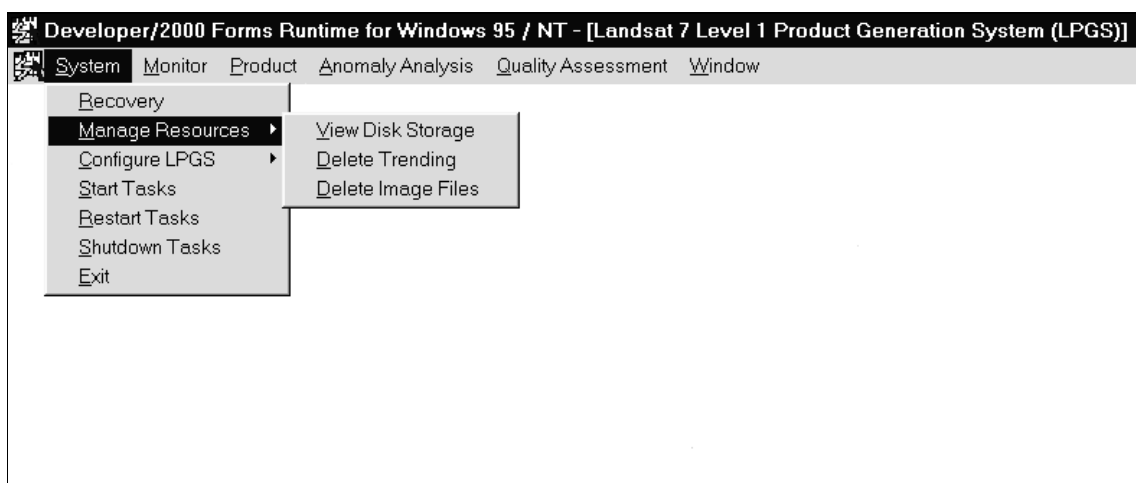 Developer/2000 Forms Runtime for Windows 95 / NT - [Landsat 7 Level 1 Product Generation System (LPGS)]
System Monitor Product Anomaly Analysis Quality Assessment Window
Recovery
Manage Resources
Configure LPGS
Start Tasks
Restart Tasks
Shutdown Tasks
Exit
View Disk Storage
Delete Trending
Delete Image Files